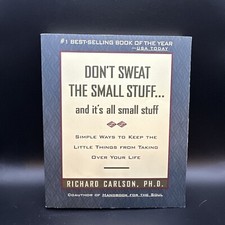 #1 BEST-SELLING BOOK OF THE YEAR
—USA TODAY
DON'T SWEAT
THE SMALL STUFF...
and it's all small stuff
SIMPLE WAYS TO KEEP THE
LITTLE THINGS FROM TAKING
OVER YOUR LIFE
RICHARD CARLSON, PH.D.
COAUTHOR OF HANDBOOK FOR THE SOUL